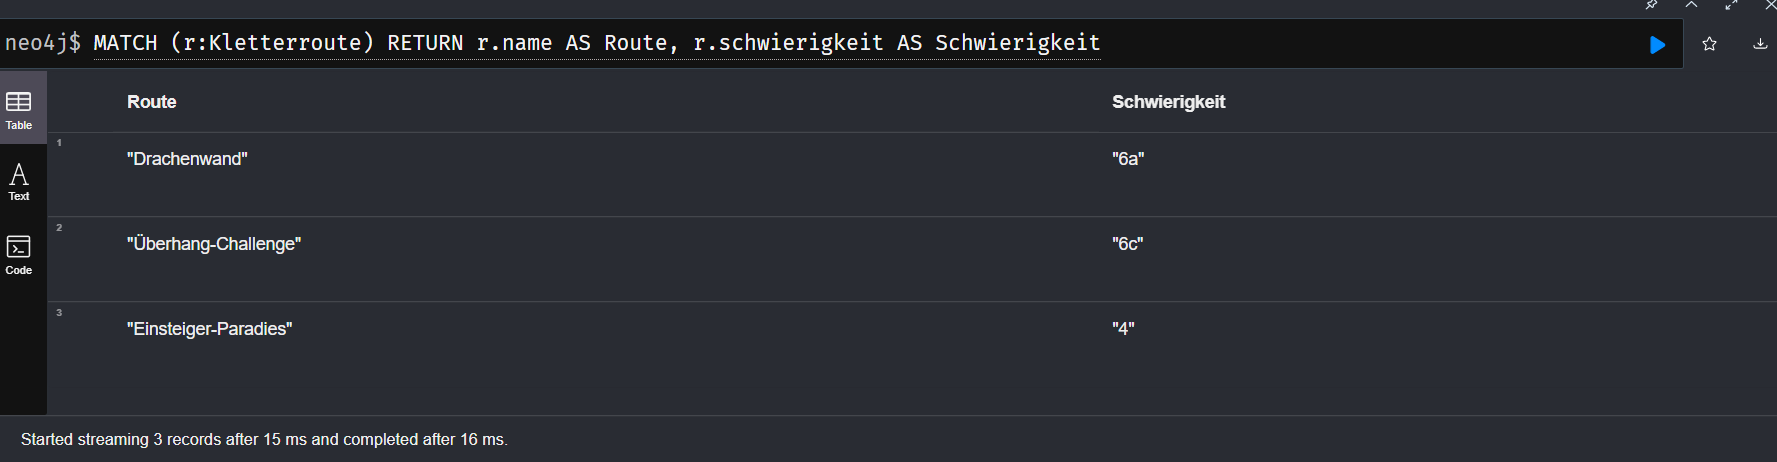 neo4j$ MATCH (r:Kletterroute) RETURN r.name AS Route, r.schwierigkeit AS Schwierigkeit
Table
Text
Code
Route Schwierigkeit
1 "Drachenwand" "6a"
2 "Überhang-Challenge" "6c"
3 "Einsteiger-Paradies" "4"
Started streaming 3 records after 15 ms and completed after 16 ms.